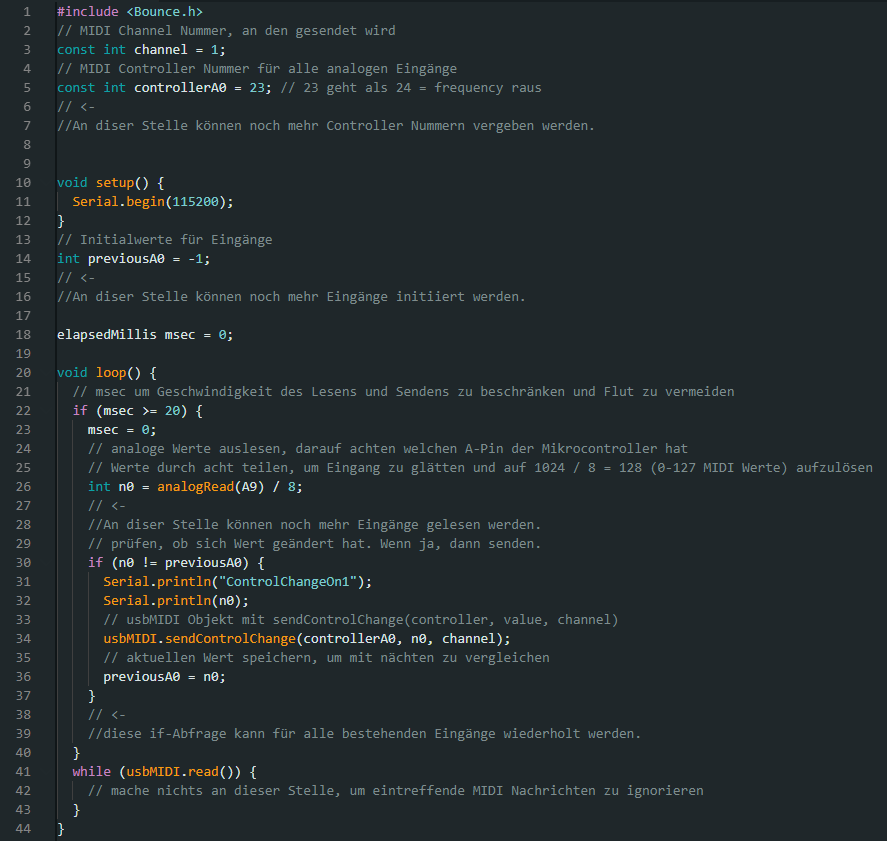 1 #include <Bounce.h>
2 // MIDI Channel Nummer, an den gesendet wird
3 const int channel = 1;
4 // MIDI Controller Nummer für alle analogen Eingänge
5 const int controllerA0 = 23; // 23 geht als 24 = frequency raus
6 // <-
7 //An diser Stelle können noch mehr Controller Nummern vergeben werden.
8
9
10 void setup() {
11   Serial.begin(115200);
12 }
13 // Initialwerte für Eingänge
14 int previousA0 = -1;
15 // <-
16 //An diser Stelle können noch mehr Eingänge initiiert werden.
17
18 elapsedMillis msec = 0;
19
20 void loop() {
21   // msec um Geschwindigkeit des Lesens und Sendens zu beschränken und Flut zu vermeiden
22   if (msec >= 20) {
23     msec = 0;
24     // analoge Werte auslesen, darauf achten welchen A-Pin der Mikrocontroller hat
25     // Werte durch acht teilen, um Eingang zu glätten und auf 1024 / 8 = 128 (0-127 MIDI Werte) aufzulösen
26     int n0 = analogRead(A9) / 8;
27     // <-
28     //An diser Stelle können noch mehr Eingänge gelesen werden.
29     // prüfen, ob sich Wert geändert hat. Wenn ja, dann senden.
30     if (n0 != previousA0) {
31       Serial.println("ControlChangeOn1");
32       Serial.println(n0);
33       // usbMIDI Objekt mit sendControlChange(controller, value, channel)
34       usbMIDI.sendControlChange(controllerA0, n0, channel);
35       // aktuellen Wert speichern, um mit nächten zu vergleichen
36       previousA0 = n0;
37     }
38     // <-
39     //diese if-Abfrage kann für alle bestehenden Eingänge wiederholt werden.
40   }
41   while (usbMIDI.read()) {
42     // mache nichts an dieser Stelle, um eintreffende MIDI Nachrichten zu ignorieren
43   }
44 }